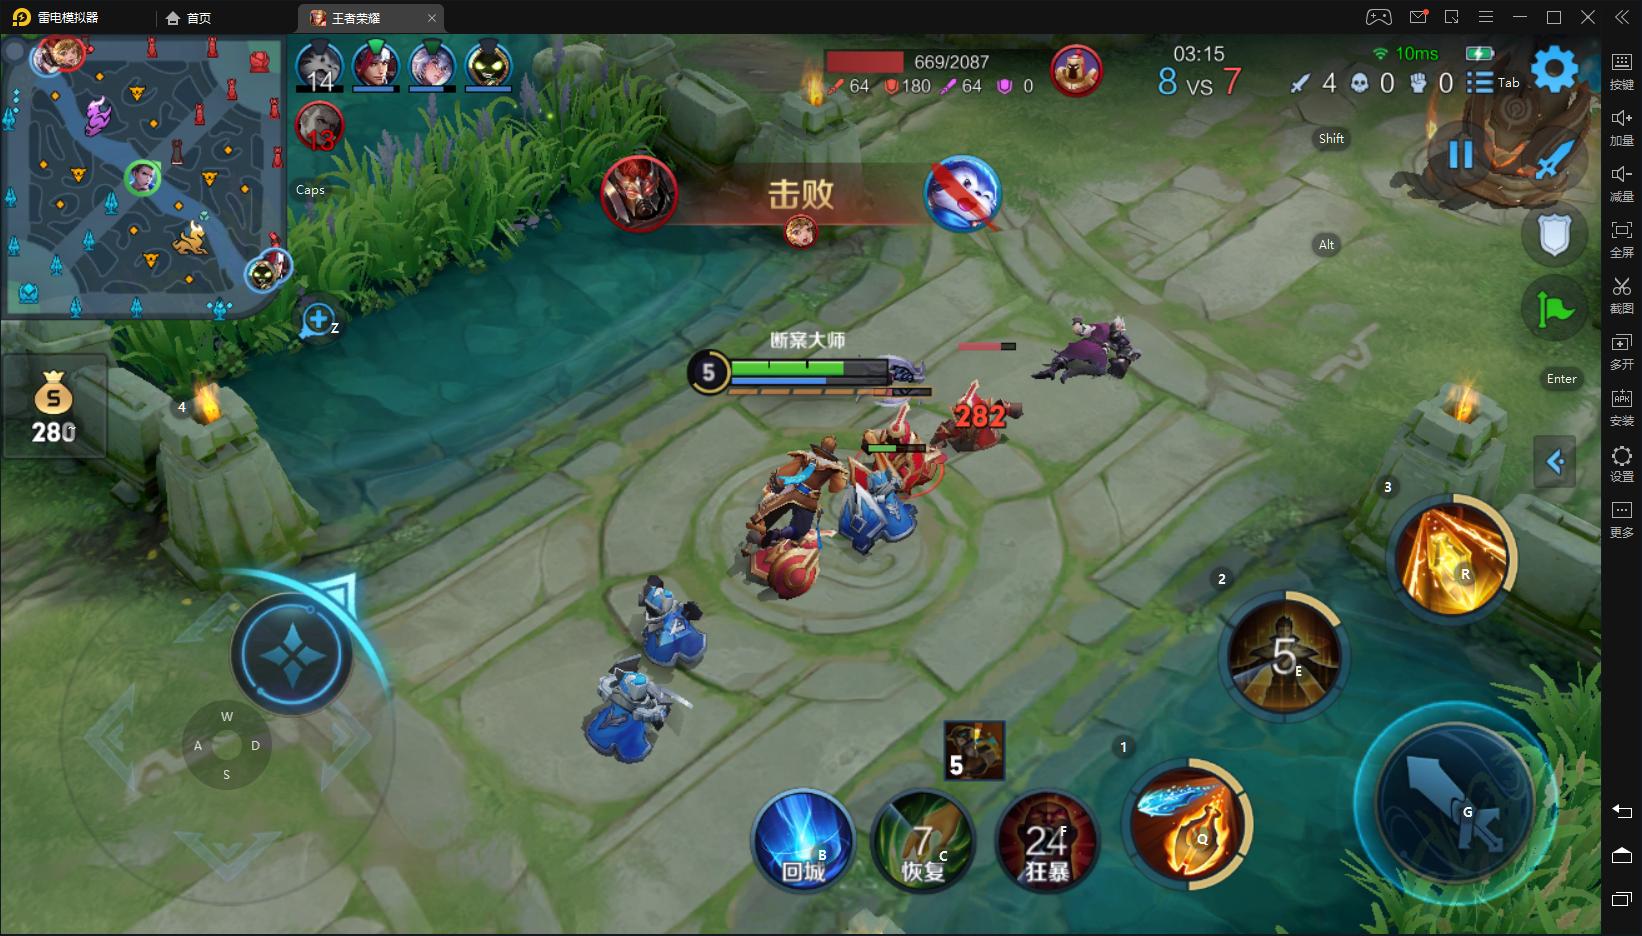 雷电模拟器
首页
王者荣耀
14
13
669/2087
64
180
64
0
03:15
8 VS 7
10ms
4
0
0
Tab
Shift
Caps
击败
Alt
Z
Enter
断案大师
5
282
4
280
3
R
2
5
E
W
A
D
S
1
5
Q
G
B
回城
7
C
恢复
24
F
狂暴
按键
加量
减量
全屏
截图
多开
APK
安装
设置
更多